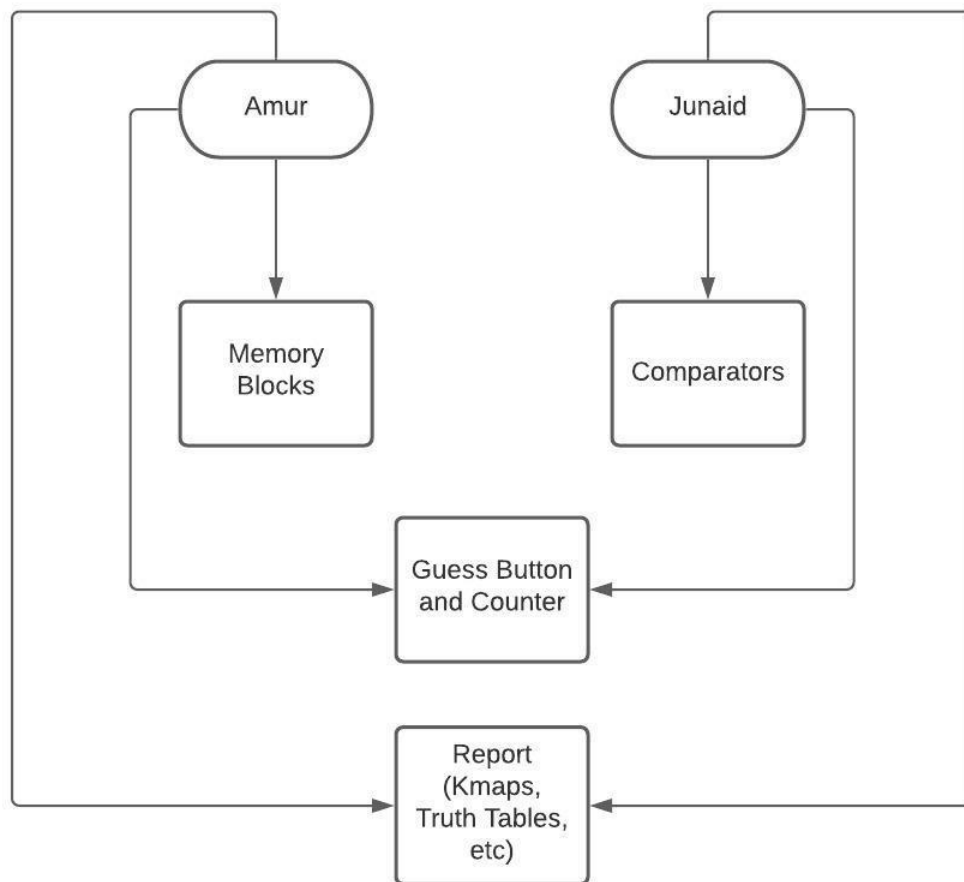 Amur
Junaid
Memory
Blocks
Comparators
Guess Button
and Counter
Report
(Kmaps,
Truth Tables,
etc)